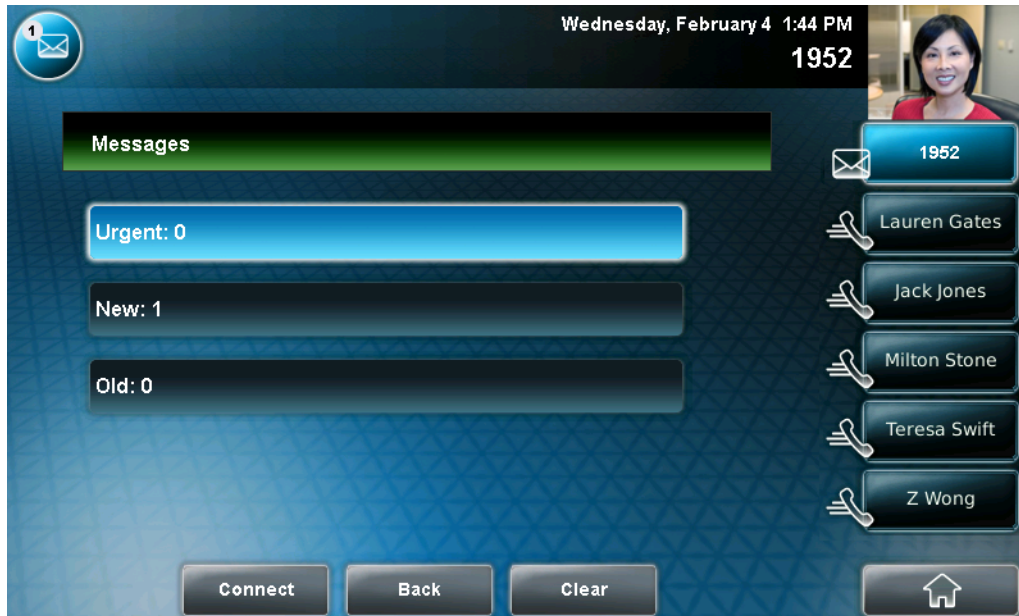 1
Wednesday, February 4 1:44 PM
1952
Messages
1952
Urgent: 0
Lauren Gates
New: 1
Jack Jones
Old: 0
Milton Stone
Teresa Swift
Z Wong
Connect
Back
Clear